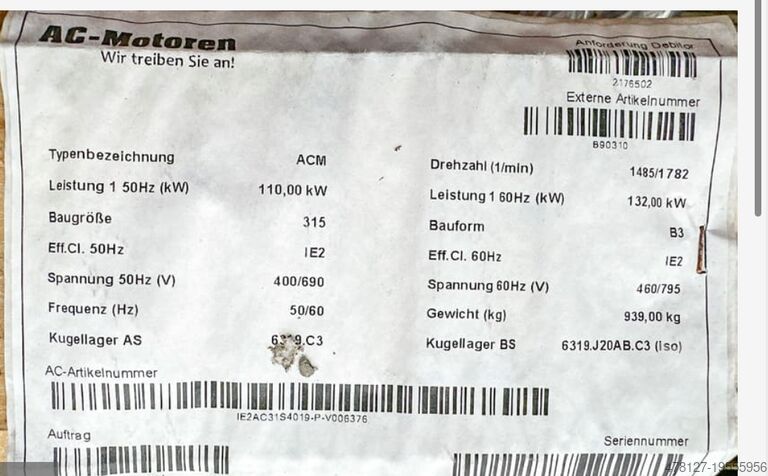 AC-Motoren
Wir treiben Sie an!
Anforderung Debitor
2176502
Externe Artikelnummer
B90310
Typenbezeichnung ACM
Leistung 1 50Hz (kW) 110,00 kW
Baugröße 315
Eff.Cl. 50Hz IE2
Spannung 50Hz (V) 400/690
Frequenz (Hz) 50/60
Kugellager AS
Drehzahl (1/min) 1485/1782
Leistung 1 60Hz (kW) 132,00 kW
Bauform B3
Eff.Cl. 60Hz IE2
Spannung 60Hz (V) 460/795
Gewicht (kg) 939,00 kg
Kugellager BS 6319.J20AB.C3 (Iso)
AC-Artikelnummer
IE2AC31S4019-P-V006376
Auftrag
Seriennummer